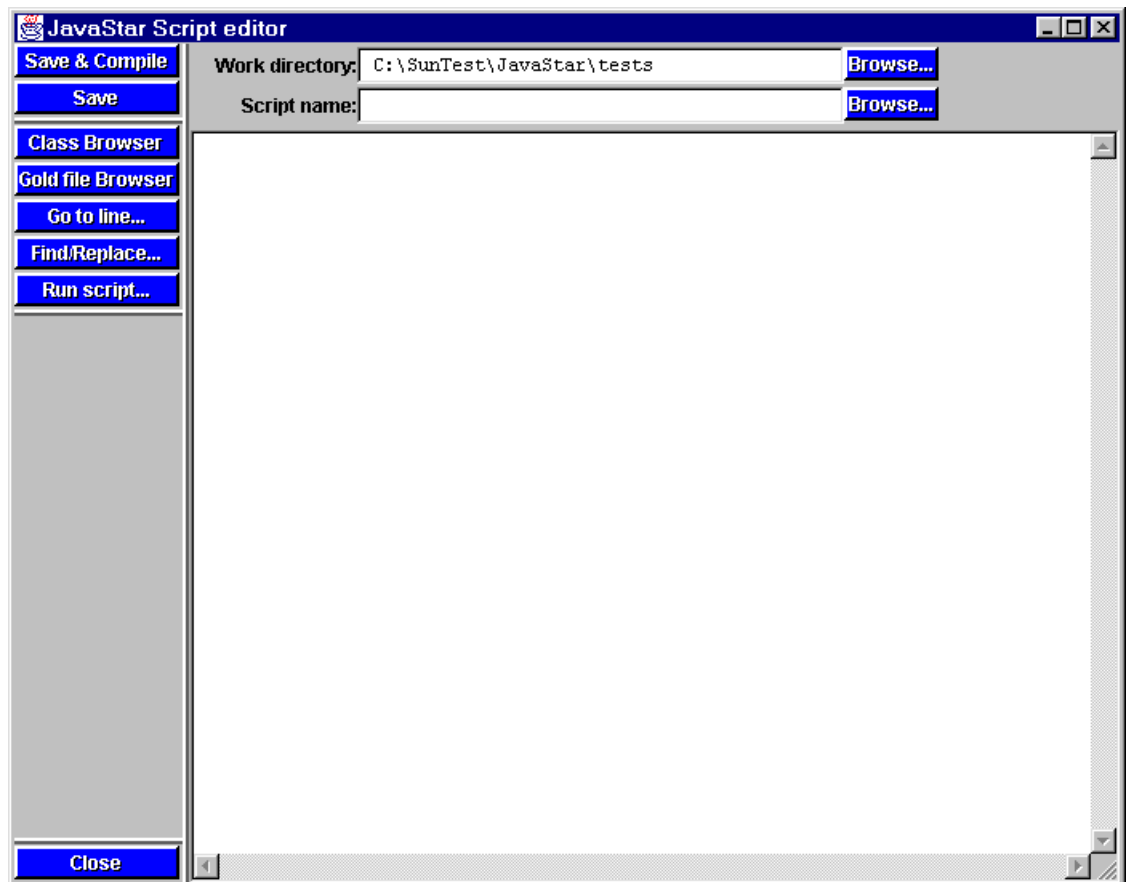 JavaStar Script editor
Save & Compile
Work directory: C:\SunTest\JavaStar\tests Browse...
Save
Script name: Browse...
Class Browser
Gold file Browser
Go to line...
Find/Replace...
Run script...
Close